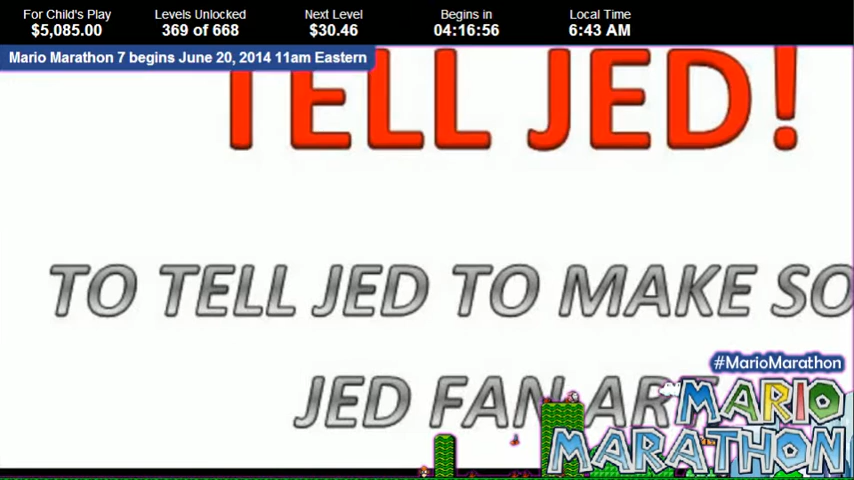 For Child's Play Levels Unlocked Next Level Begins in Local Time
$5,085.00 369 of 668 $30.46 04:16:56 6:43 AM
Mario Marathon 7 begins June 20, 2014 11am Eastern
TELL JED!
TO TELL JED TO MAKE SO
JED FAN ART
#MarioMarathon
MARIO
MARATHON